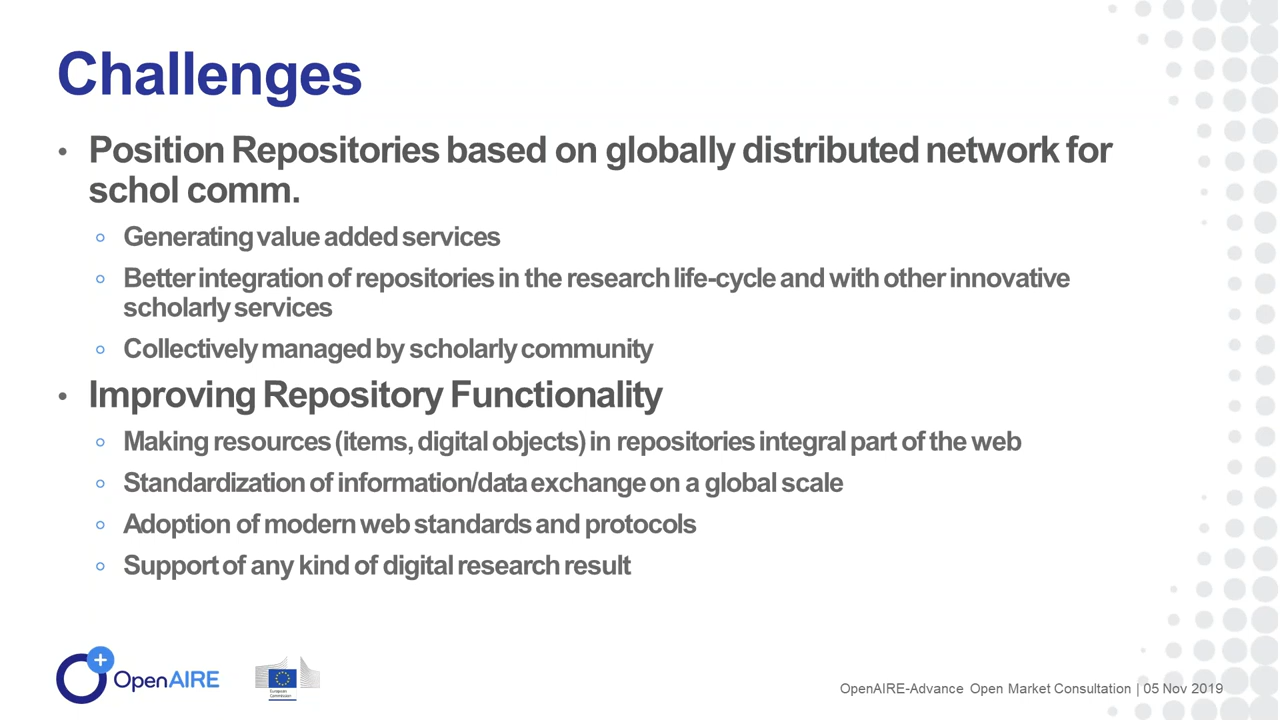 Challenges
• Position Repositories based on globally distributed network for
schol comm.
◦ Generating value added services
◦ Better integration of repositories in the research life-cycle and with other innovative
scholarly services
◦ Collectively managed by scholarly community
• Improving Repository Functionality
◦ Making resources (items, digital objects) in repositories integral part of the web
◦ Standardization of information/data exchange on a global scale
◦ Adoption of modern web standards and protocols
◦ Support of any kind of digital research result
OpenAIRE
European
Commission
OpenAIRE-Advance Open Market Consultation | 05 Nov 2019